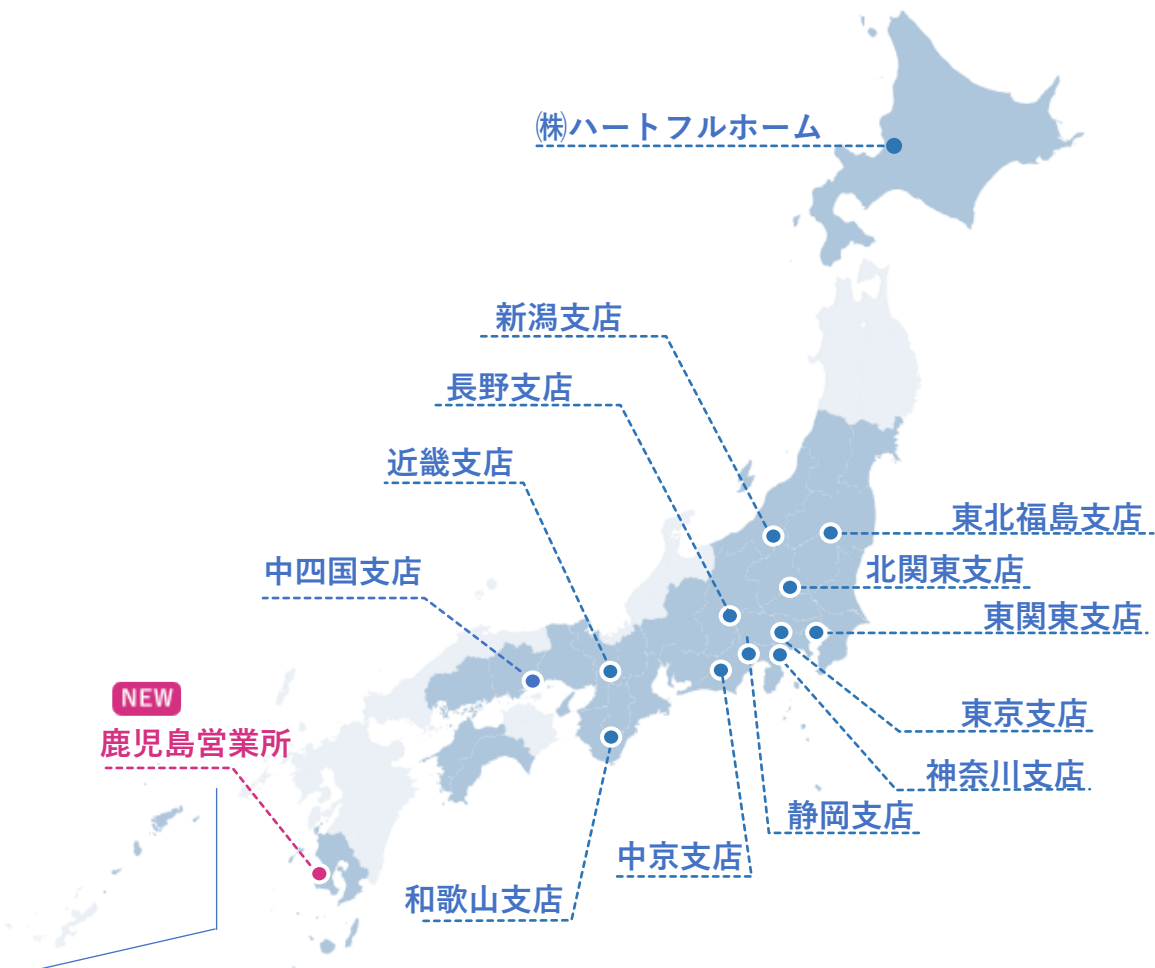 ㈱ハートフルホーム
新潟支店
長野支店
近畿支店
東北福島支店
中四国支店
北関東支店
東関東支店
NEW
鹿児島営業所
東京支店
神奈川支店
静岡支店
中京支店
和歌山支店